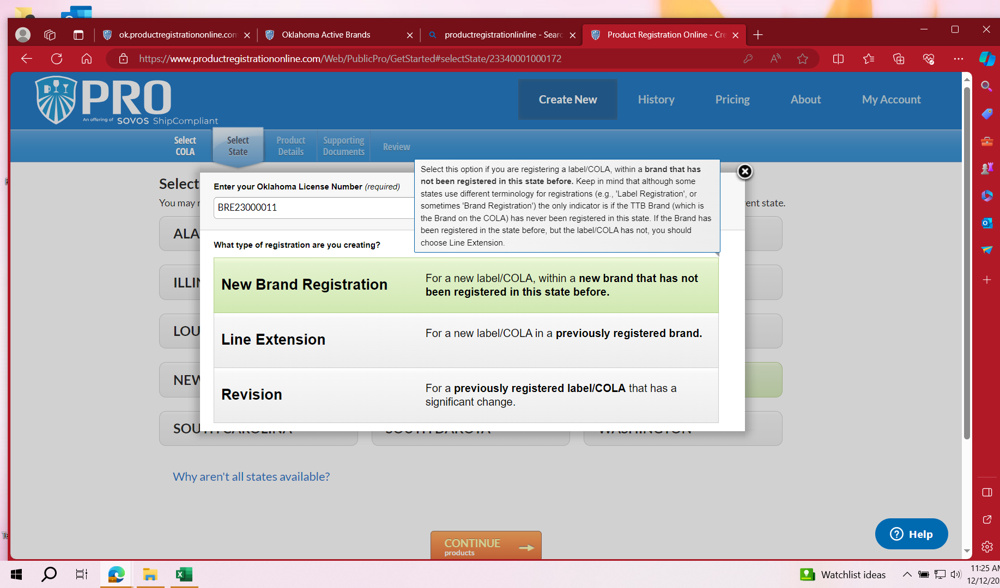 ok.productregistrationonline.com
Oklahoma Active Brands
productregistrationlinline - Searc
Product Registration Online - Cre
https://www.productregistrationonline.com/Web/PublicPro/GetStarted#selectState/23340001000172
PRO
An offering of SOVOS ShipCompliant
Create New
History
Pricing
About
My Account
Select
COLA
Select
State
Product
Details
Supporting
Documents
Review
Select
You may
rent state.
Enter your Oklahoma License Number (required)
BRE23000011
Select this option if you are registering a label/COLA, within a brand that has
not been registered in this state before. Keep in mind that although some
states use different terminology for registrations (e.g., 'Label Registration', or
sometimes 'Brand Registration') the only indicator is if the TTB Brand (which is
the Brand on the COLA) has never been registered in this state. If the Brand has
been registered in the state before, but the label/COLA has not, you should
choose Line Extension.
What type of registration are you creating?
New Brand Registration
For a new label/COLA, within a new brand that has not
been registered in this state before.
Line Extension
For a new label/COLA in a previously registered brand.
Revision
For a previously registered label/COLA that has a
significant change.
ALA
ILLIN
LOU
NEW
SOUTH CAROLINA
SOUTH DAKOTA
WASHINGTON
Why aren't all states available?
CONTINUE
products
Help
Watchlist ideas
11:25 AM
12/12/20